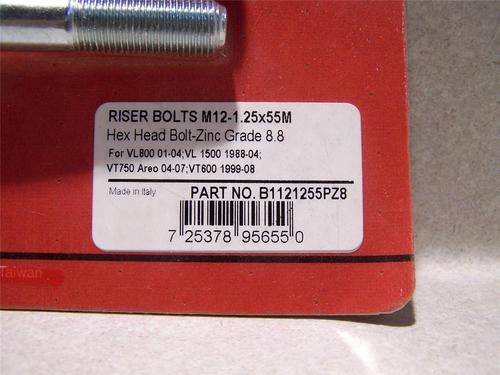 RISER BOLTS M12-1.25x55M
Hex Head Bolt-Zinc Grade 8.8
For VL800 01-04;VL 1500 1988-04;
VT750 Areo 04-07;VT600 1999-08
Made in Italy PART NO. B1121255PZ8
7 25378 95655 0
Taiwan